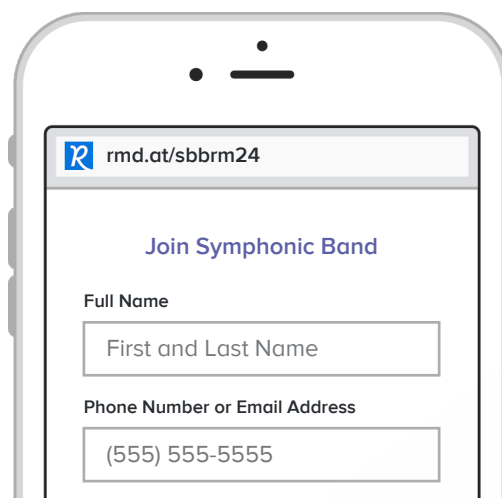 rmd.at/sbbrm24
Join Symphonic Band
Full Name
First and Last Name
Phone Number or Email Address
(555) 555-5555